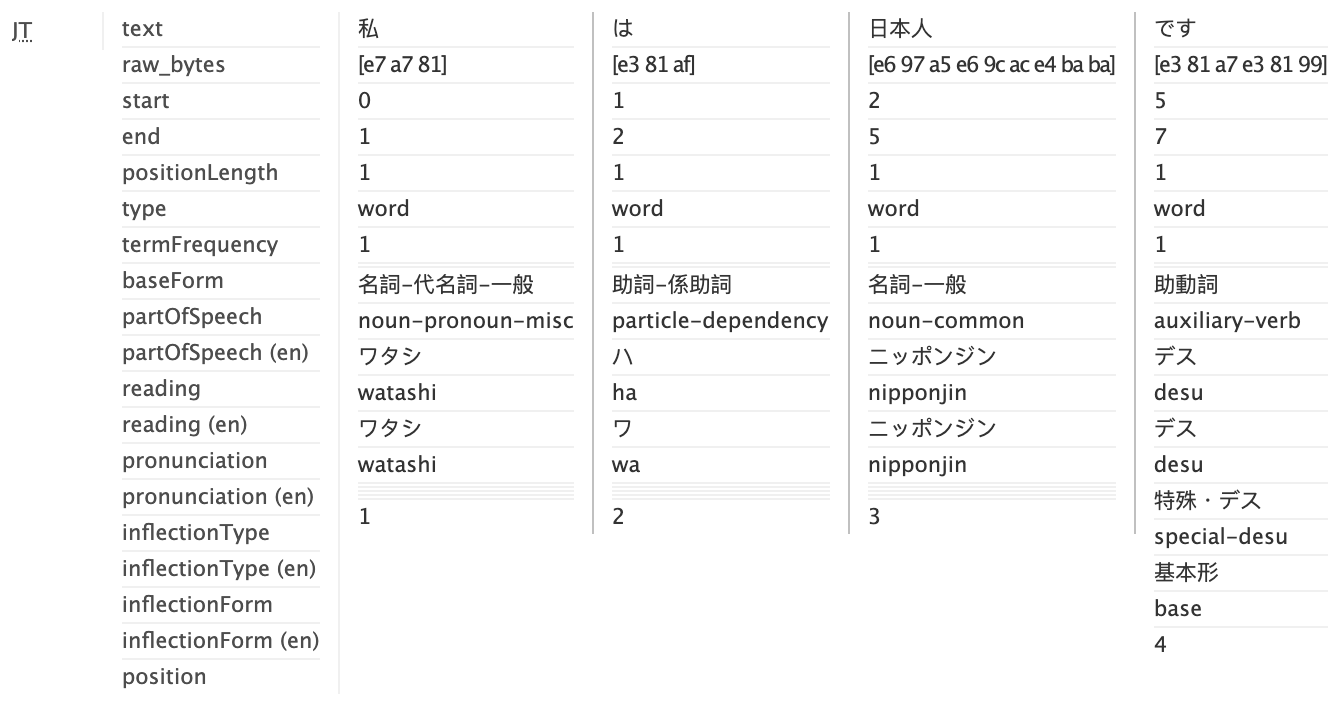 JT text 私 は 日本人 です
raw_bytes [e7 a7 81] [e3 81 af] [e6 97 a5 e6 9c ac e4 ba ba] [e3 81 a7 e3 81 99]
start 0 1 2 5
end 1 2 5 7
positionLength 1 1 1 1
type word word word word
termFrequency 1 1 1 1
baseForm 名詞-代名詞-一般 助詞-係助詞 名詞-一般 助動詞
partOfSpeech noun-pronoun-misc particle-dependency noun-common auxiliary-verb
partOfSpeech (en) ワタシ ハ ニッポンジン デス
reading watashi ha nipponjin desu
reading (en) ワタシ ワ ニッポンジン デス
pronunciation watashi wa nipponjin desu
pronunciation (en) 特殊・デス
inflectionType 1 2 3 special-desu
inflectionType (en) 基本形
inflectionForm base
inflectionForm (en) 4
position